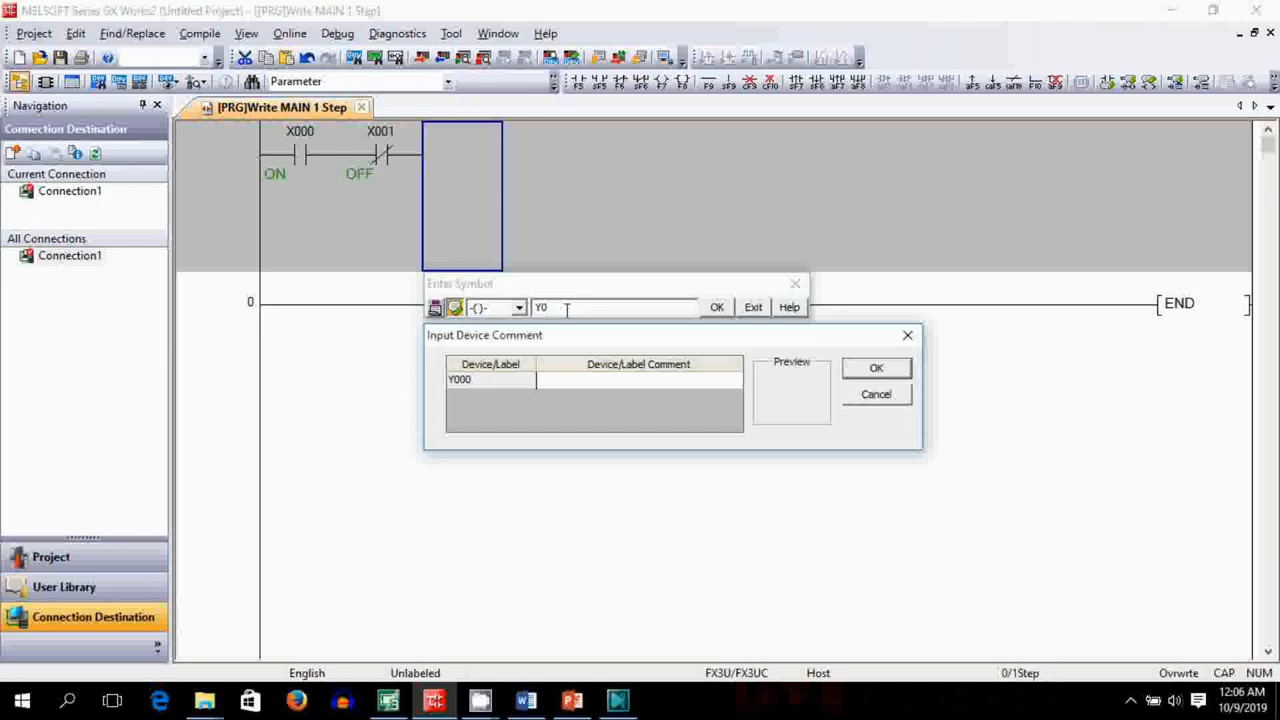 MELSOFT Series GX Works2 (Untitled Project) - [[PRG]Write MAIN 1 Step]
Project Edit Find/Replace Compile View Online Debug Diagnostics Tool Window Help
Parameter
Navigation
[PRG]Write MAIN 1 Step
Connection Destination
Current Connection
Connection1
All Connections
Connection1
X000 X001
ON OFF
0
END
Enter Symbol
-( )- Y0 OK Exit Help
Input Device Comment
Device/Label Device/Label Comment
Y000
Preview
OK
Cancel
Project
User Library
Connection Destination
English Unlabeled FX3U/FX3UC Host 0/1Step Ovrwrte CAP NUM
12:06 AM
10/9/2019